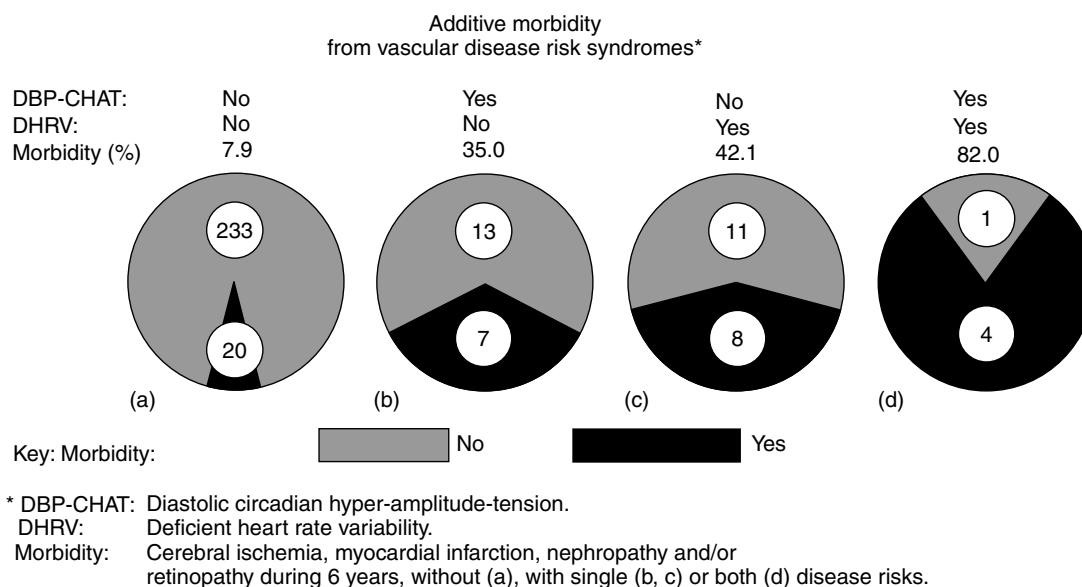 Additive morbidity
from vascular disease risk syndromes*
DBP-CHAT: No Yes No Yes
DHRV: No No Yes Yes
Morbidity (%) 7.9 35.0 42.1 82.0
233 13 11 1
20 7 8 4
(a) (b) (c) (d)
Key: Morbidity: No Yes
* DBP-CHAT: Diastolic circadian hyper-amplitude-tension.
DHRV: Deficient heart rate variability.
Morbidity: Cerebral ischemia, myocardial infarction, nephropathy and/or
retinopathy during 6 years, without (a), with single (b, c) or both (d) disease risks.